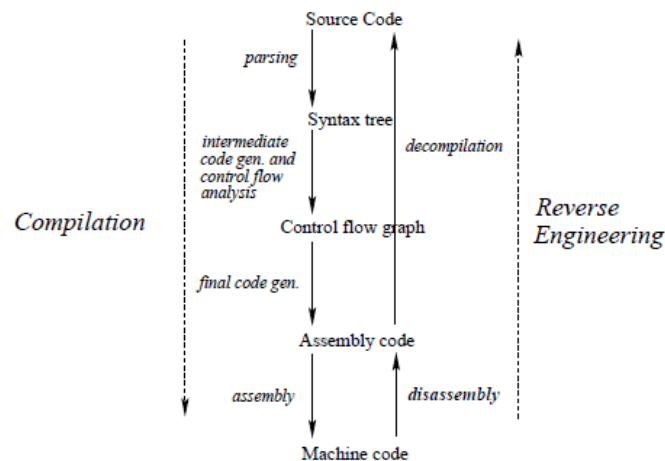 Source Code
parsing
Syntax tree
intermediate
code gen. and
control flow
analysis
decompilation
Compilation
Reverse
Engineering
Control flow graph
final code gen.
Assembly code
assembly
disassembly
Machine code